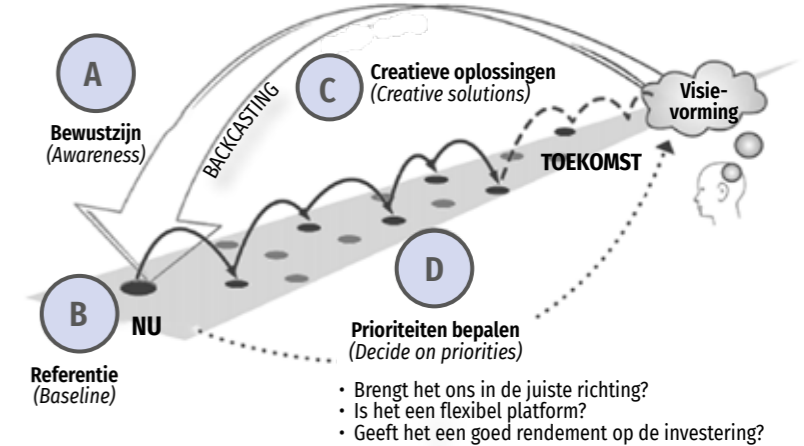 A
Bewustzijn
(Awareness)
BACKCASTING
C
Creatieve oplossingen
(Creative solutions)
Visie-
vorming
TOEKOMST
B
NU
Referentie
(Baseline)
D
Prioriteiten bepalen
(Decide on priorities)
• Brengt het ons in de juiste richting?
• Is het een flexibel platform?
• Geeft het een goed rendement op de investering?